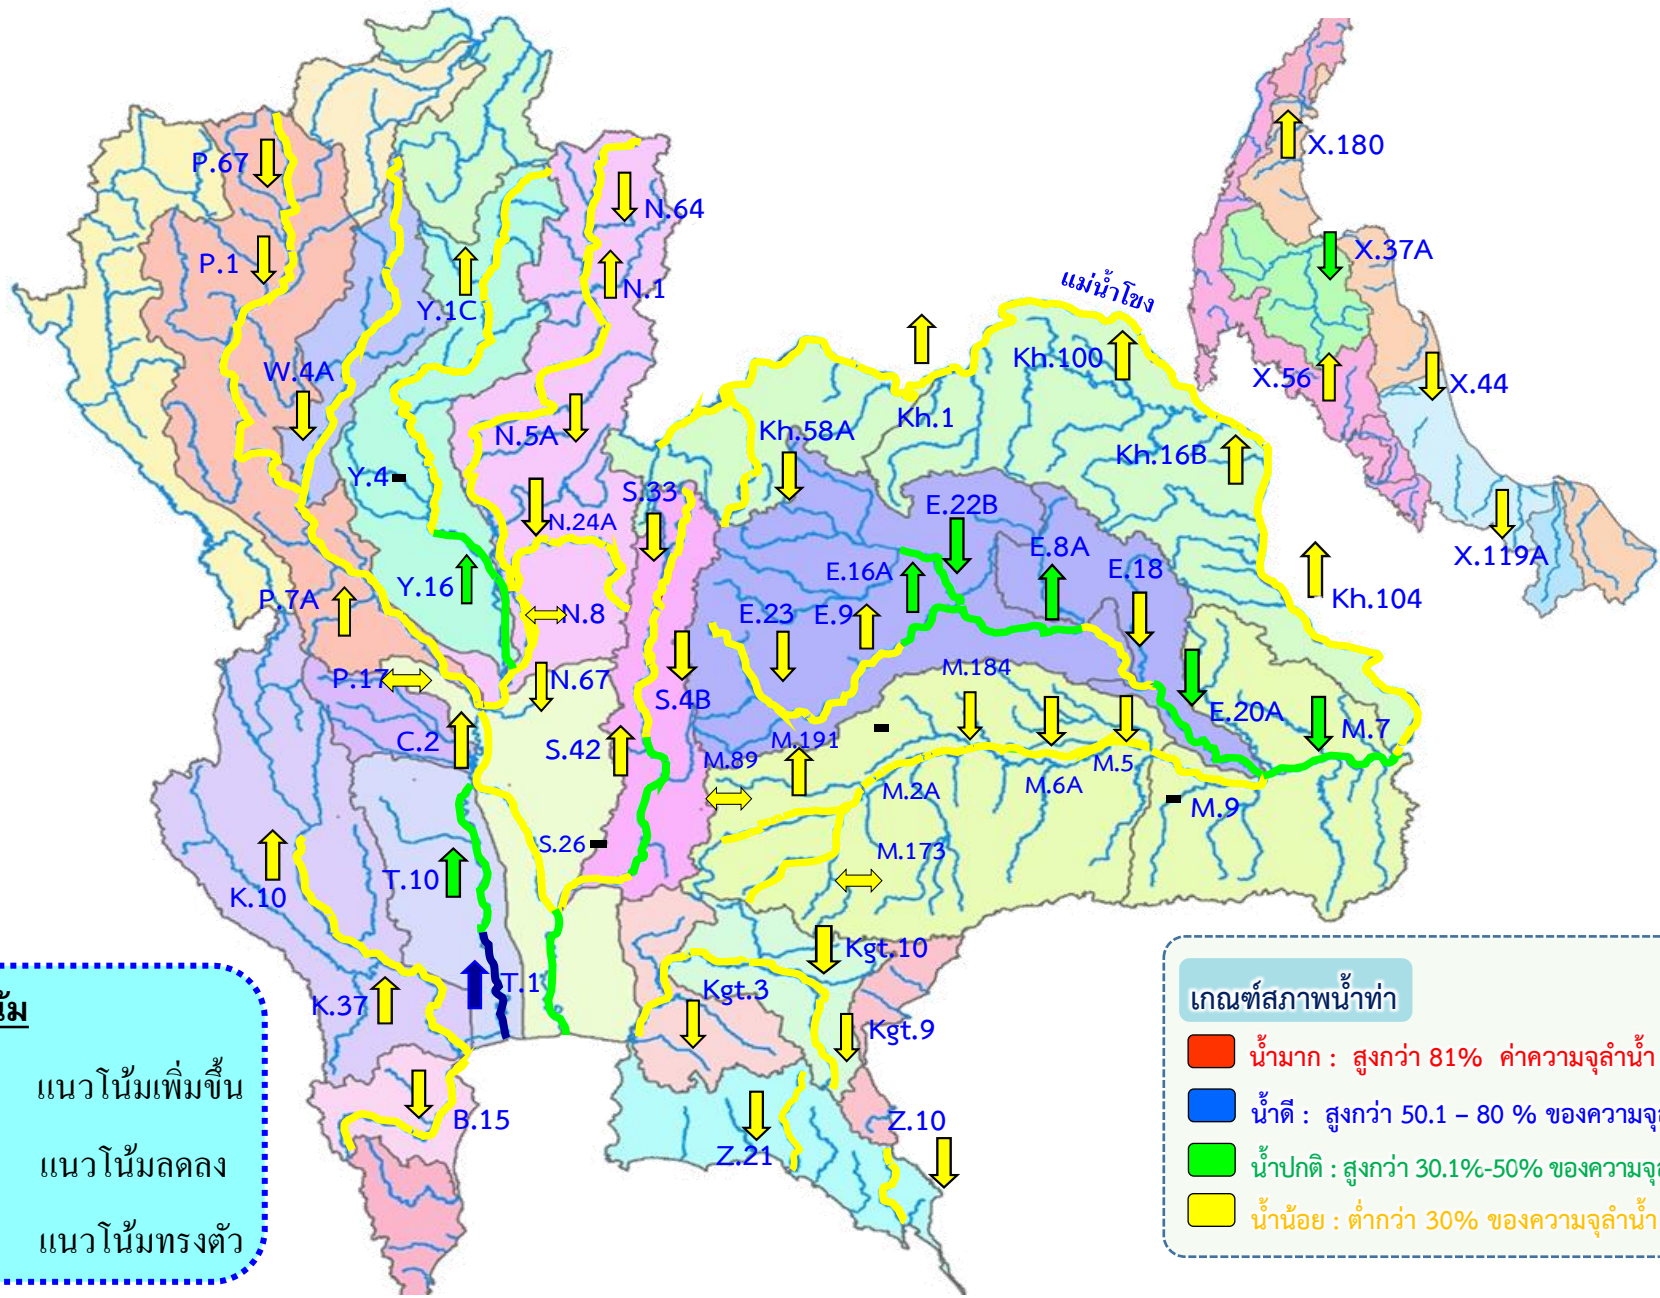 P.67
P.1
W.4A
Y.1C
N.64
N.1
N.5A
Y.4
N.24A
S.33
Y.16
P.7A
N.8
P.17
N.67
S.4B
C.2
S.42
S.26
T.10
K.10
K.37
T.1
B.15
แม่น้ำโขง
Kh.100
Kh.1
Kh.58A
Kh.16B
Kh.104
E.22B
E.8A
E.16A
E.18
E.23
E.9
E.20A
M.184
M.7
M.191
M.89
M.2A
M.6A
M.5
M.9
M.173
Kgt.10
Kgt.3
Kgt.9
Z.21
Z.10
X.180
X.37A
X.56
X.44
X.119A
แนวโน้มเพิ่มขึ้น
แนวโน้มลดลง
แนวโน้มทรงตัว
เกณฑ์สภาพน้ำท่า
น้ำมาก : สูงกว่า 81% ค่าความจุลำน้ำ
น้ำดี : สูงกว่า 50.1 – 80 % ของความจุ
น้ำปกติ : สูงกว่า 30.1%-50% ของความจุ
น้ำน้อย : ต่ำกว่า 30% ของความจุลำน้ำ